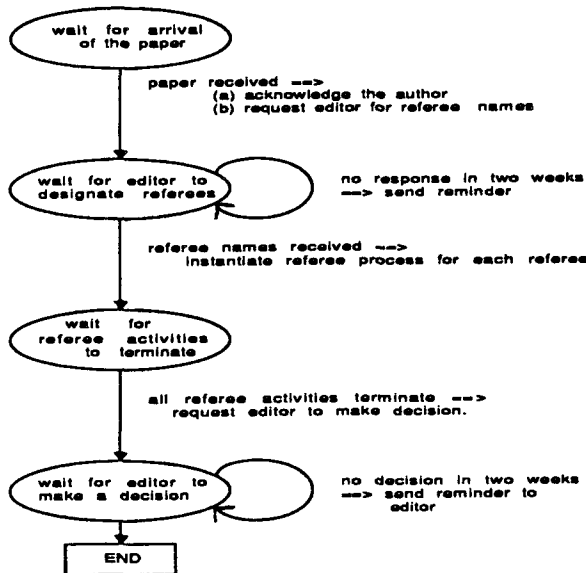 wait for arrival
of the paper
paper received ==>
(a) acknowledge the author
(b) request editor for referee names
wait for editor to
designate referees
no response in two weeks
==> send reminder
referee names received ==>
instantiate referee process for each referee
wait for
referee activities
to terminate
all referee activities terminate ==>
request editor to make decision.
wait for editor to
make a decision
no decision in two weeks
==> send reminder to
editor
END